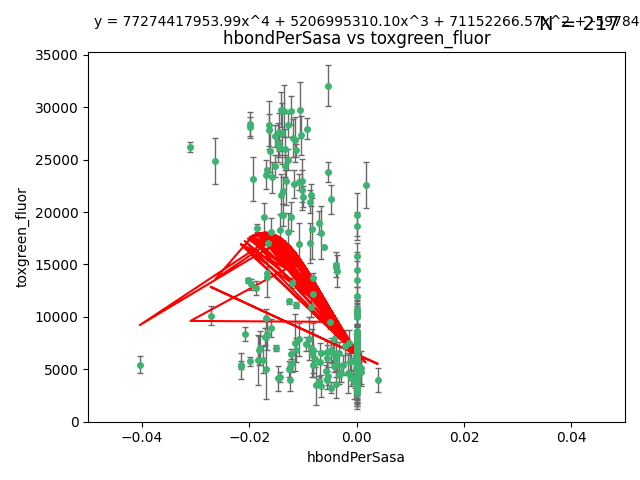 y = 77274417953.99x^4 + 5206995310.10x^3 + 71152266.57x^2 + -59784
N = 217
hbondPerSasa vs toxgreen_fluor
toxgreen_fluor
35000
30000
25000
20000
15000
10000
5000
0
−0.04 −0.02 0.00 0.02 0.04
hbondPerSasa